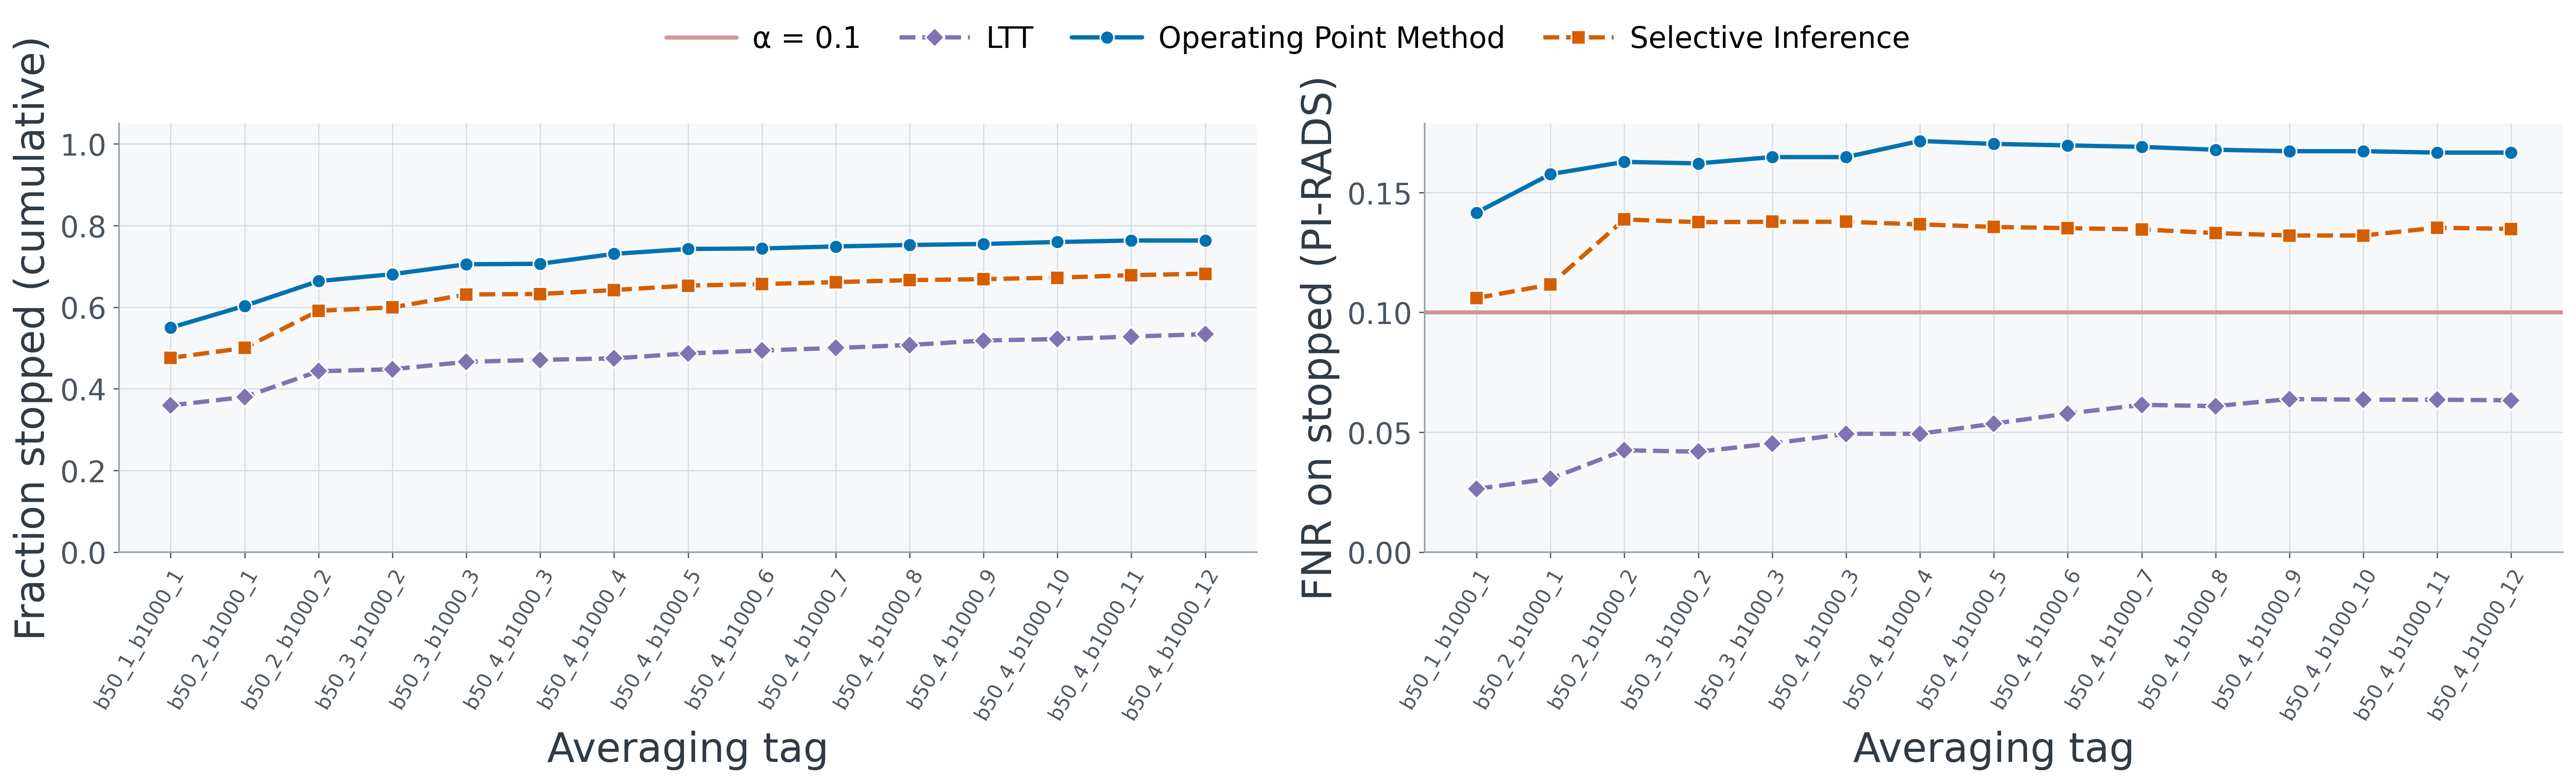 α = 0.1 LTT Operating Point Method Selective Inference
Fraction stopped (cumulative)
1.0
0.8
0.6
0.4
0.2
0.0
b50_1_b1000_1
b50_2_b1000_1
b50_2_b1000_2
b50_3_b1000_2
b50_3_b1000_3
b50_4_b1000_3
b50_4_b1000_4
b50_4_b1000_5
b50_4_b1000_6
b50_4_b1000_7
b50_4_b1000_8
b50_4_b1000_9
b50_4_b1000_10
b50_4_b1000_11
b50_4_b1000_12
Averaging tag
FNR on stopped (PI-RADS)
0.15
0.10
0.05
0.00
b50_1_b1000_1
b50_2_b1000_1
b50_2_b1000_2
b50_3_b1000_2
b50_3_b1000_3
b50_4_b1000_3
b50_4_b1000_4
b50_4_b1000_5
b50_4_b1000_6
b50_4_b1000_7
b50_4_b1000_8
b50_4_b1000_9
b50_4_b1000_10
b50_4_b1000_11
b50_4_b1000_12
Averaging tag